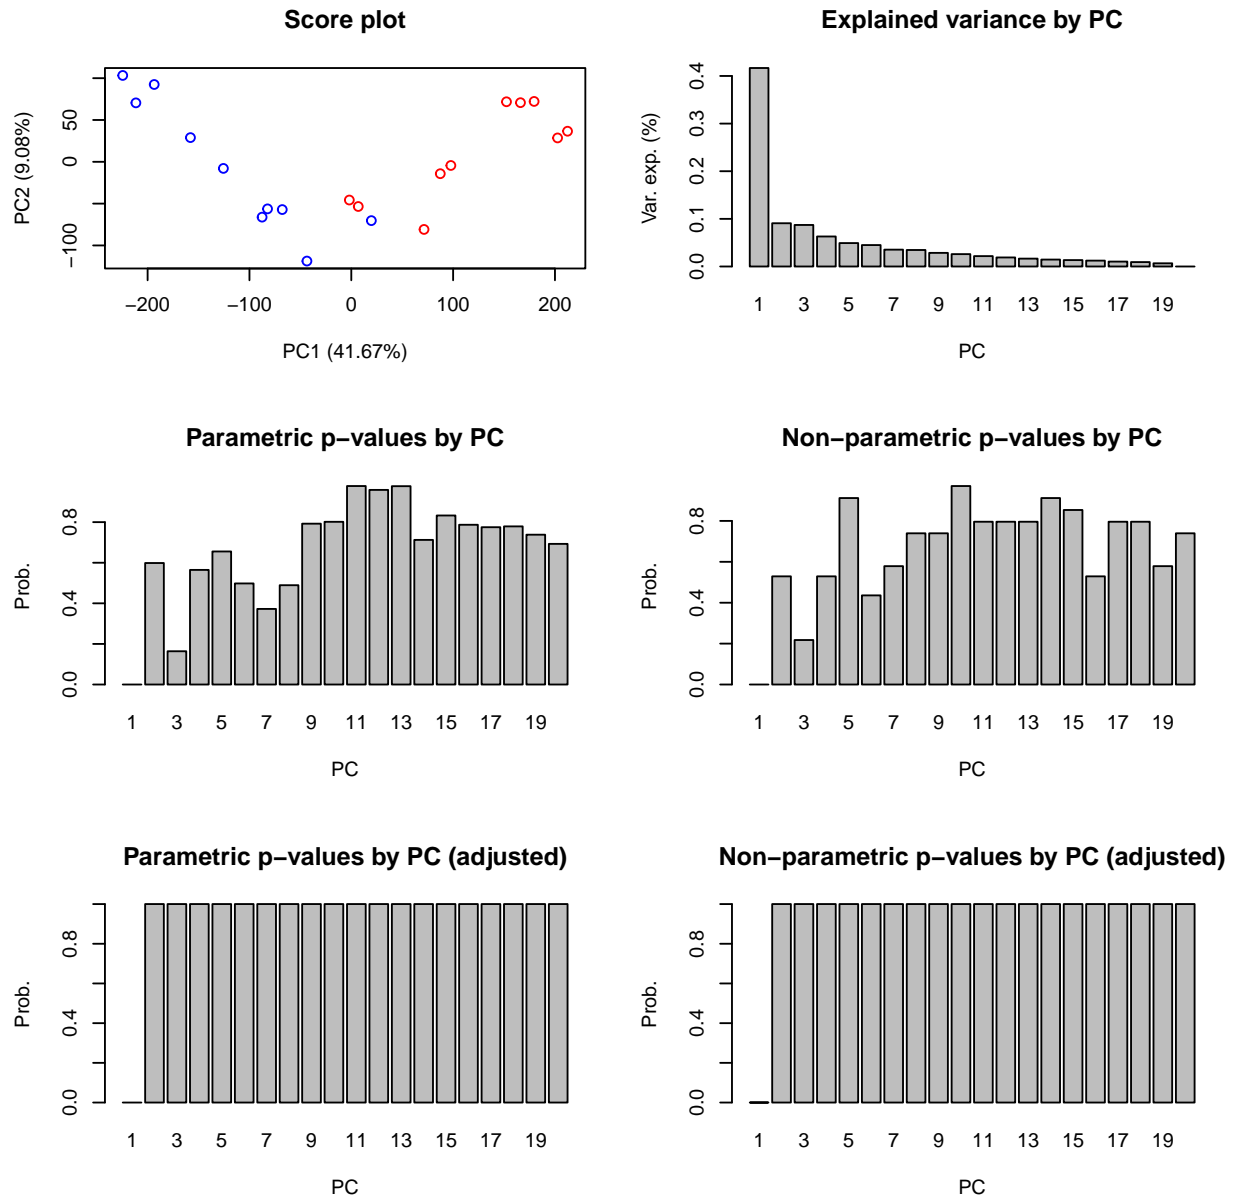 Score plot
PC2 (9.08%)
−100 0 50
−200 −100 0 100 200
PC1 (41.67%)
Explained variance by PC
Var. exp. (%)
0.0 0.1 0.2 0.3 0.4
1 3 5 7 9 11 13 15 17 19
PC
Parametric p−values by PC
Prob.
0.0 0.4 0.8
1 3 5 7 9 11 13 15 17 19
PC
Non−parametric p−values by PC
Prob.
0.0 0.4 0.8
1 3 5 7 9 11 13 15 17 19
PC
Parametric p−values by PC (adjusted)
Prob.
0.0 0.4 0.8
1 3 5 7 9 11 13 15 17 19
PC
Non−parametric p−values by PC (adjusted)
Prob.
0.0 0.4 0.8
1 3 5 7 9 11 13 15 17 19
PC